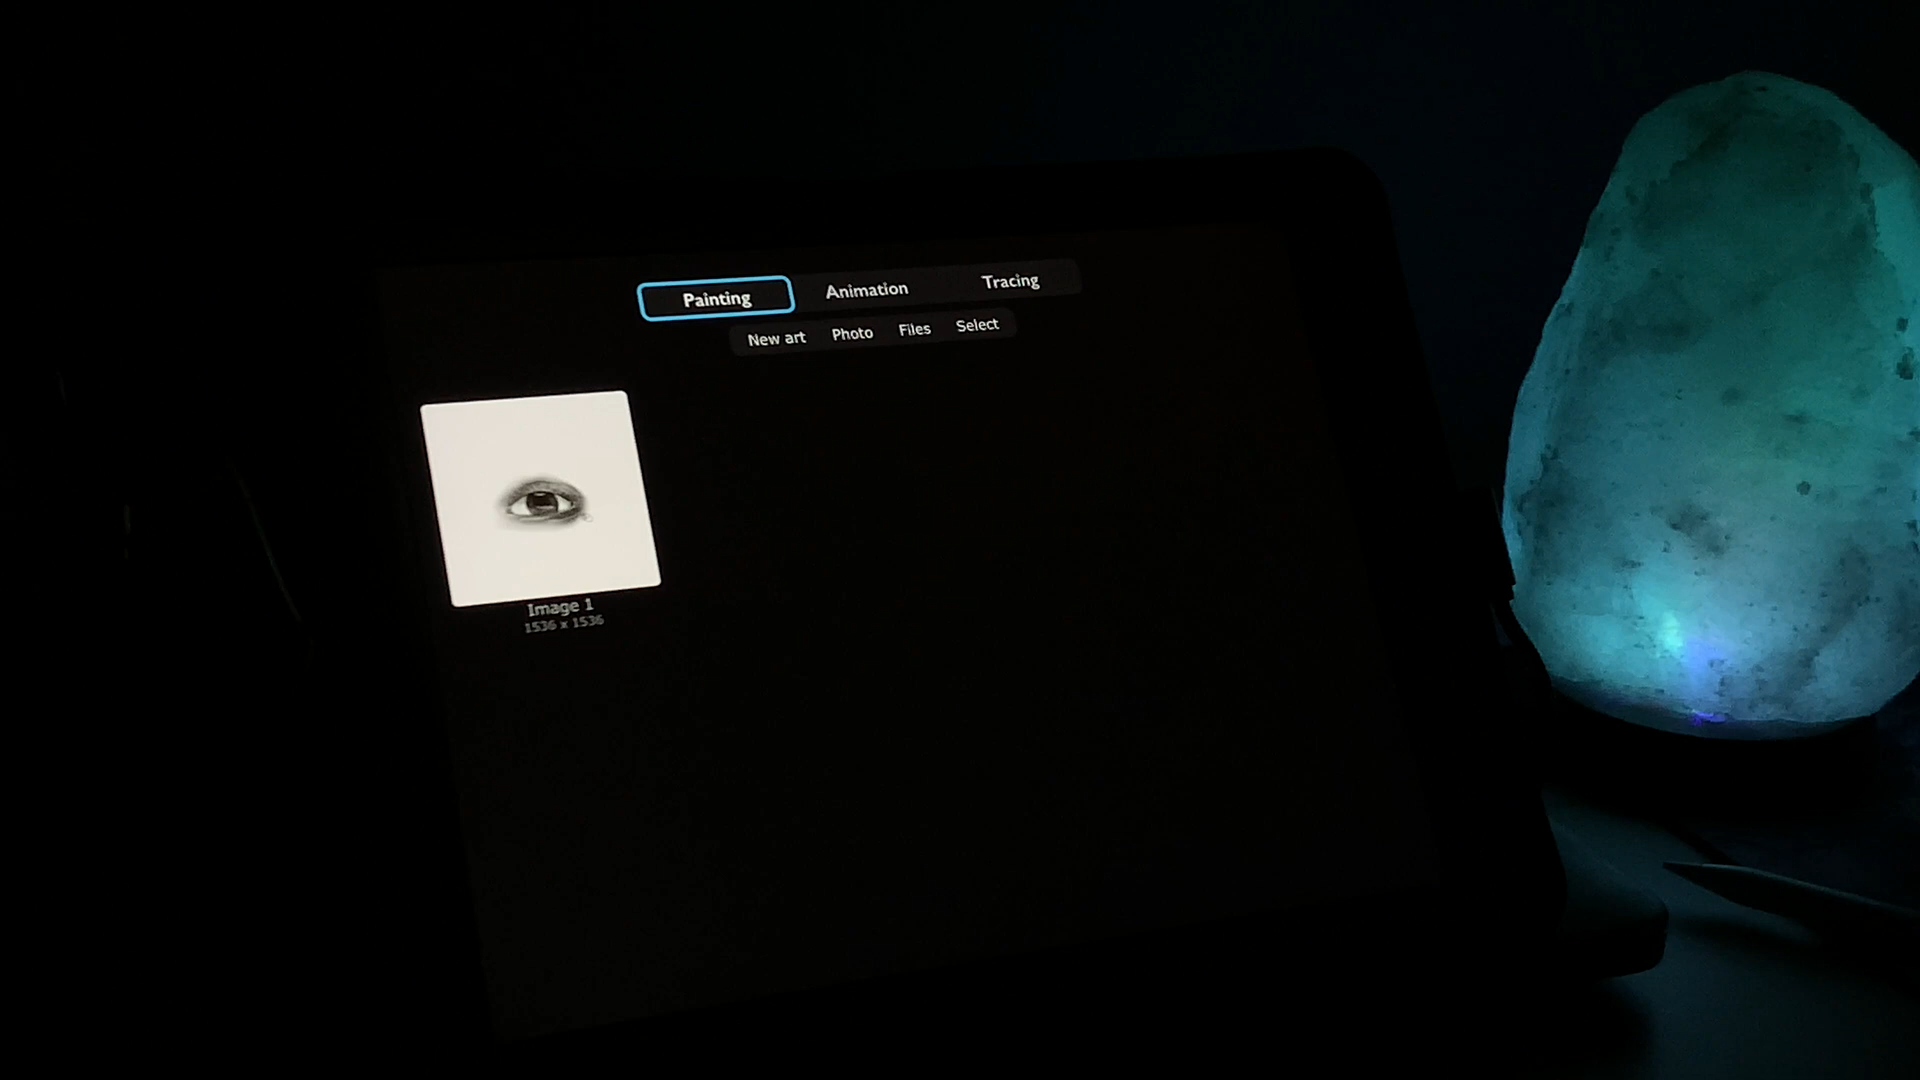 Painting Animation Tracing
New art Photo Files Select
Image 1
1536 x 1536